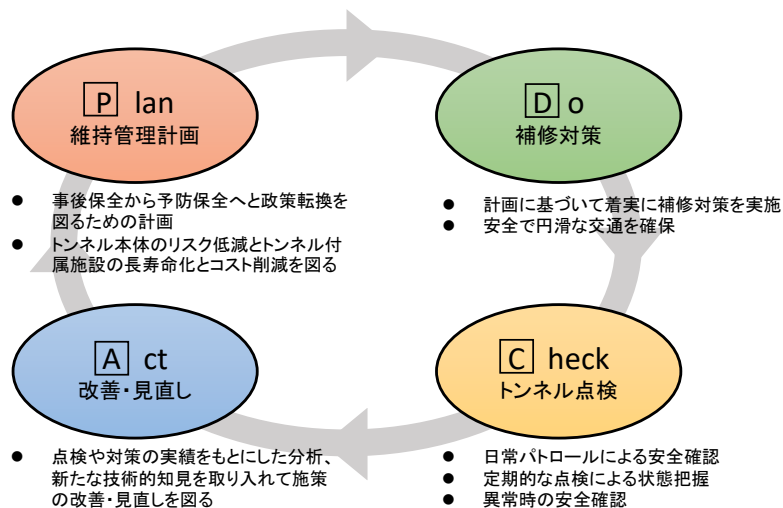 P lan
維持管理計画
● 事後保全から予防保全へと政策転換を
図るための計画
● トンネル本体のリスク低減とトンネル付
属施設の長寿命化とコスト削減を図る
D o
補修対策
● 計画に基づいて着実に補修対策を実施
● 安全で円滑な交通を確保
C heck
トンネル点検
● 日常パトロールによる安全確認
● 定期的な点検による状態把握
● 異常時の安全確認
A ct
改善・見直し
● 点検や対策の実績をもとにした分析、
新たな技術的知見を取り入れて施策
の改善・見直しを図る